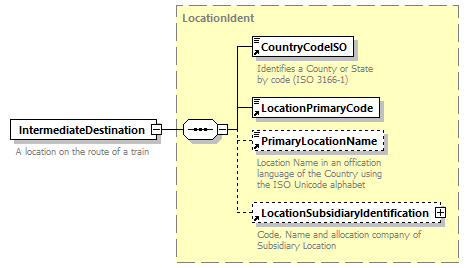 LocationIdent
CountryCodeISO
Identifies a County or State
by code (ISO 3166-1)
LocationPrimaryCode
IntermediateDestination
A location on the route of a train
PrimaryLocationName
Location Name in an offication
language of the Country using
the ISO Unicode alphabet
LocationSubsidiaryIdentification
Code, Name and allocation company of
Subsidiary Location